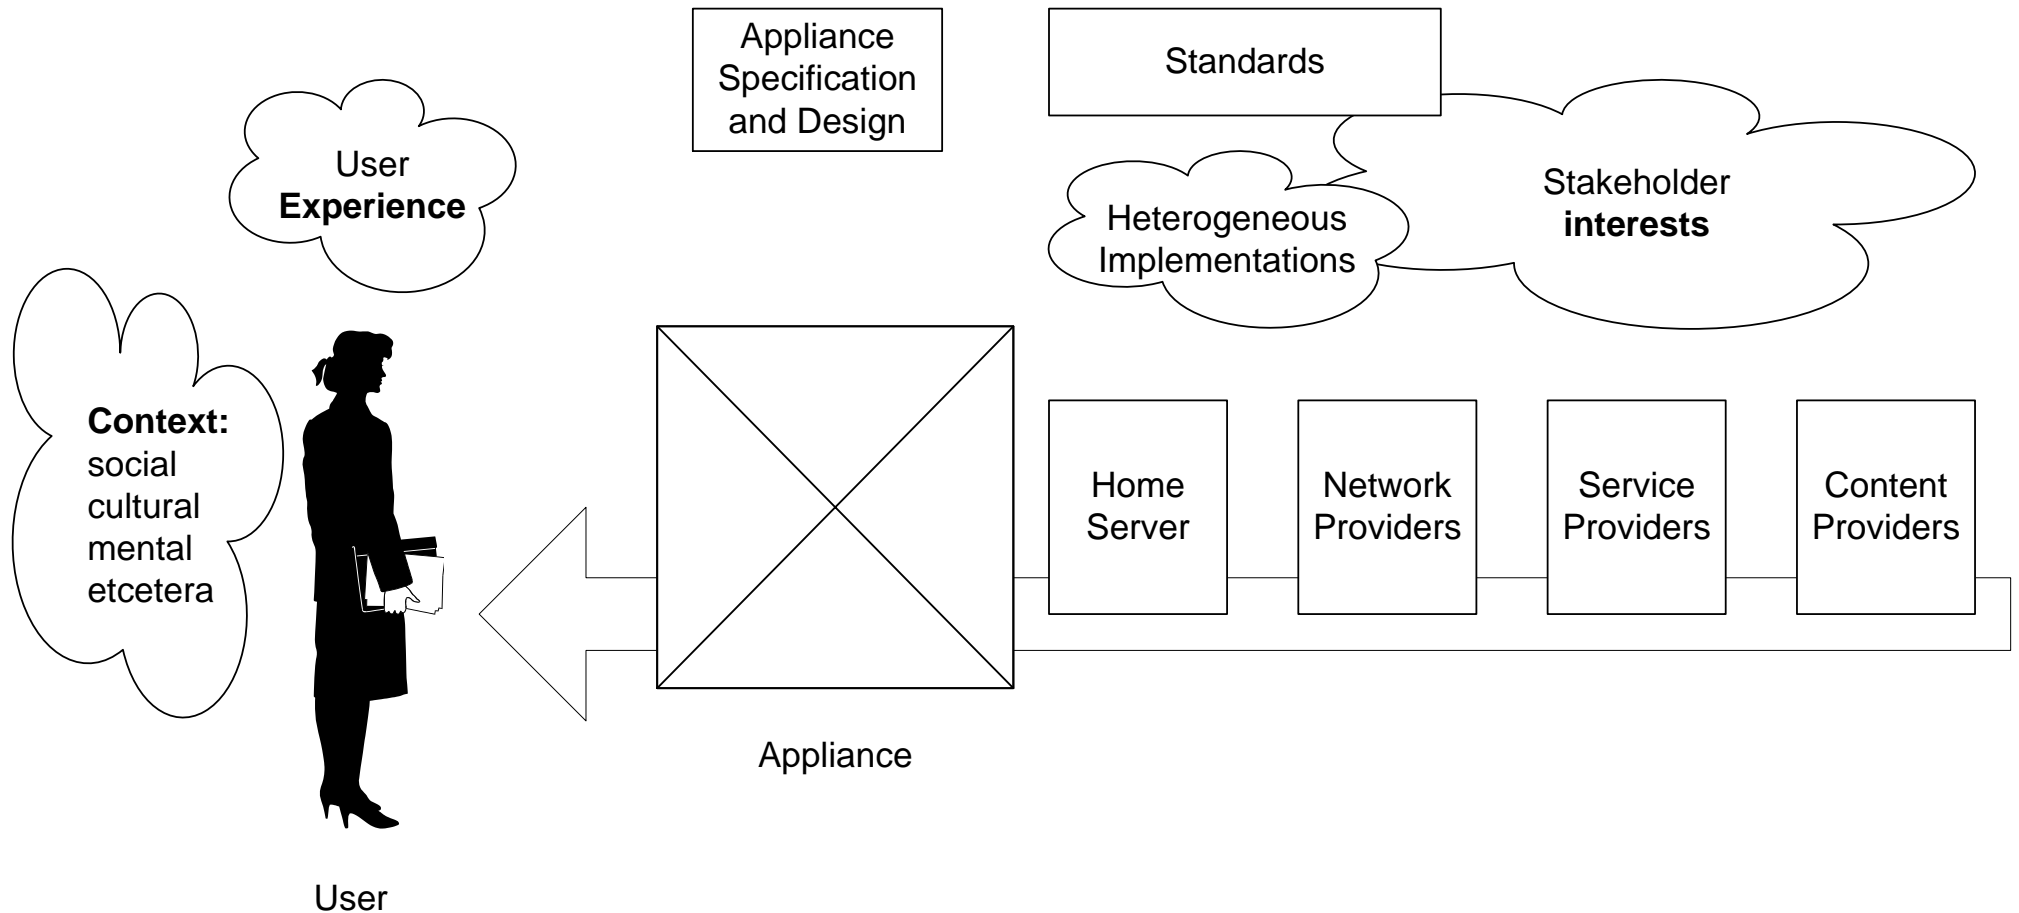 Appliance
Specification
and Design
Standards
User
Experience
Stakeholder
interests
Heterogeneous
Implementations
Context:
social
cultural
mental
etcetera
Home
Server
Network
Providers
Service
Providers
Content
Providers
Appliance
User